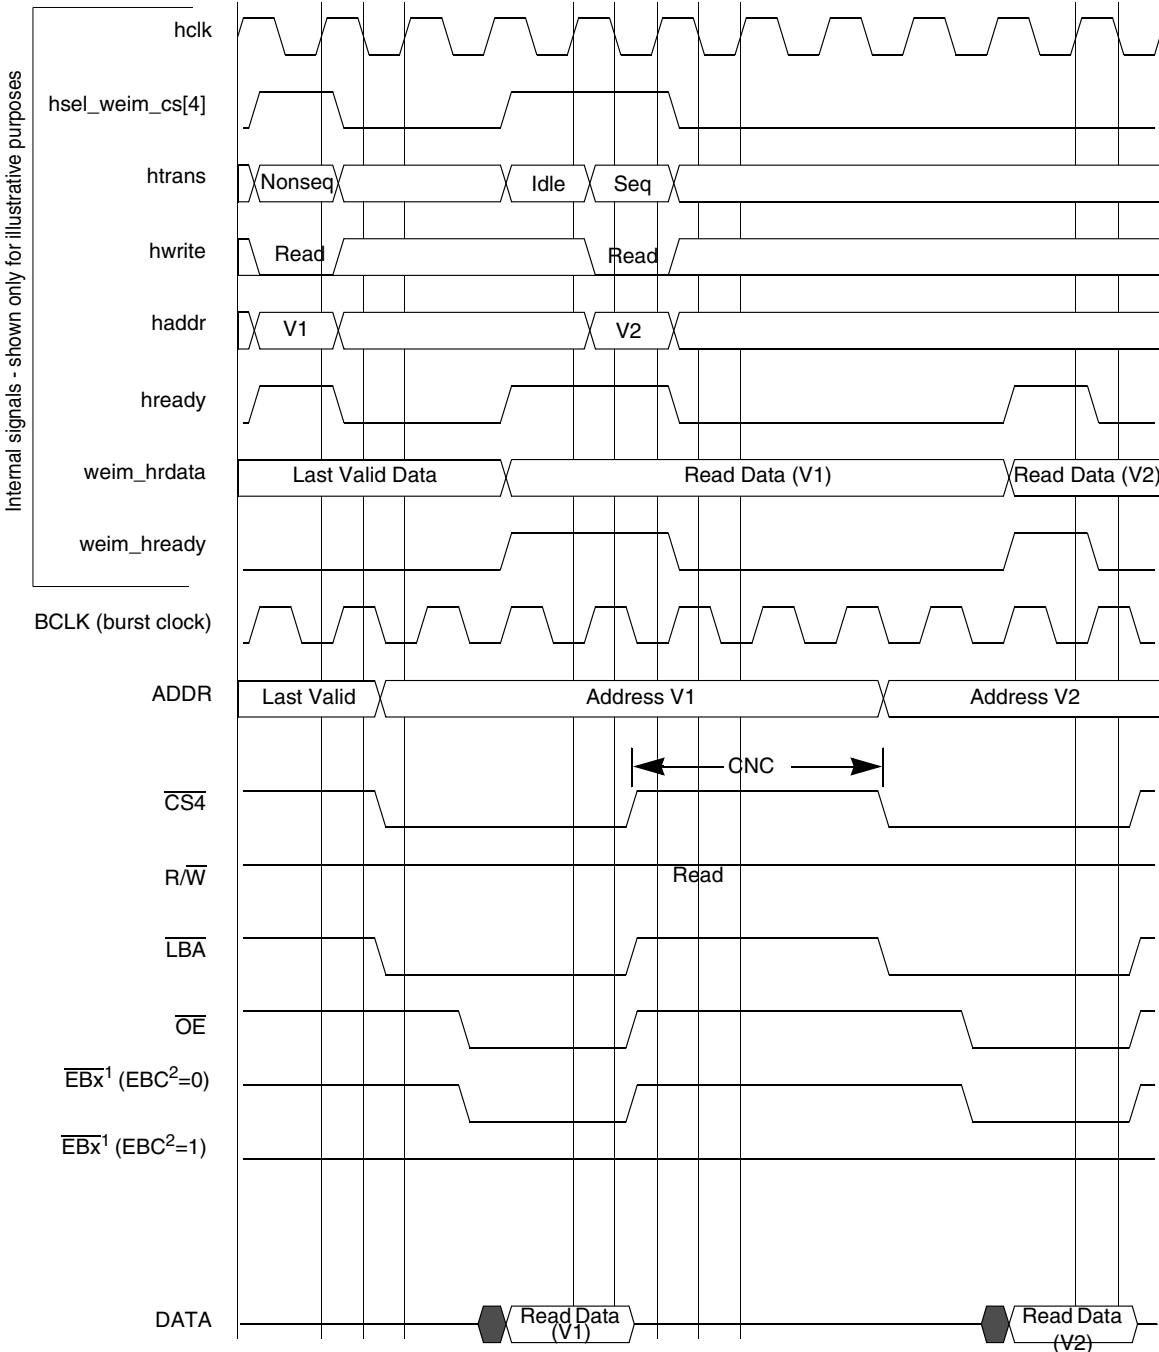 Internal signals - shown only for illustrative purposes
hclk
hsel_weim_cs[4]
htrans
Nonseq
Idle
Seq
hwrite
Read
Read
haddr
V1
V2
hready
weim_hrdata
Last Valid Data
Read Data (V1)
Read Data (V2)
weim_hready
BCLK (burst clock)
ADDR
Last Valid
Address V1
Address V2
CNC
CS4
R/W
Read
LBA
OE
EBx1 (EBC2=0)
EBx1 (EBC2=1)
DATA
Read Data
(V1)
Read Data
(V2)